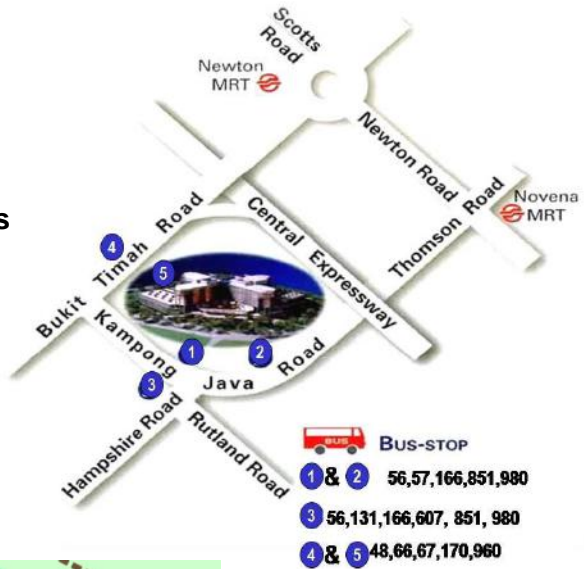 Scotts
Road
Newton
MRT
Newton Road
Thomson Road
Novena
MRT
s
Central Expressway
Bukit Timah Road
4
5
Kampong
Java Road
1
2
3
Hampshire Road
Rutland Road
BUS
BUS-STOP
1 & 2 56,57,166,851,980
3 56,131,166,607, 851, 980
4 & 5 48,66,67,170,960